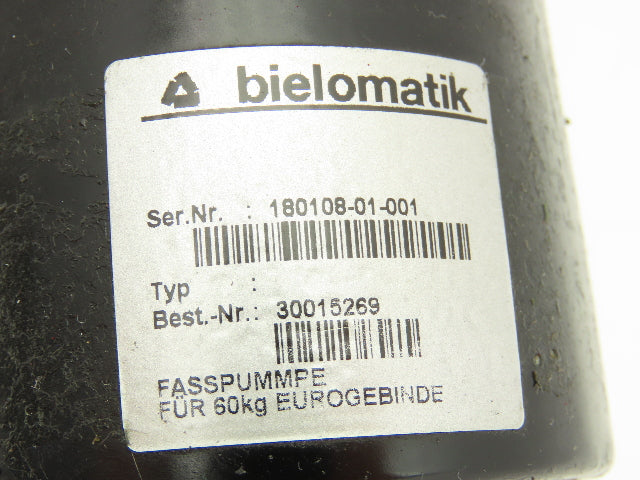 bielomatik
Ser.Nr. : 180108-01-001
Typ :
Best.-Nr.: 30015269
FASSPUMMPE
FÜR 60kg EUROGEBINDE